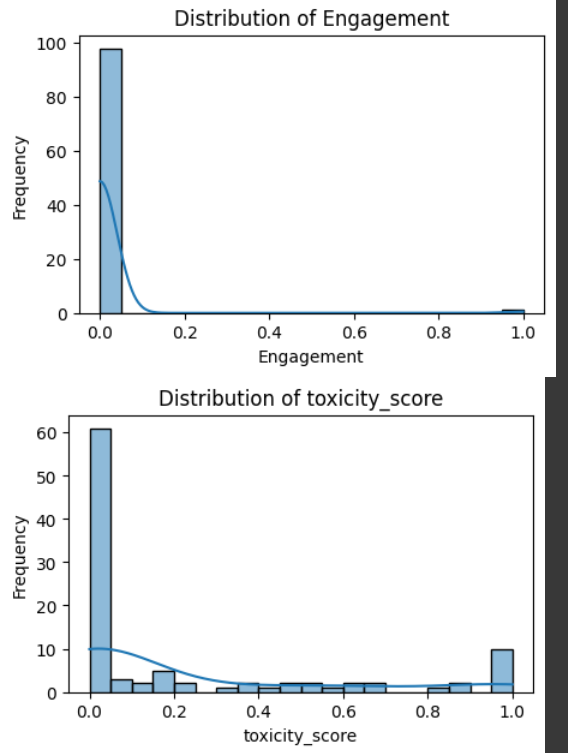 Distribution of Engagement
100
80
60
40
20
0
Frequency
0.0 0.2 0.4 0.6 0.8 1.0
Engagement
Distribution of toxicity_score
60
50
40
30
20
10
0
Frequency
0.0 0.2 0.4 0.6 0.8 1.0
toxicity_score